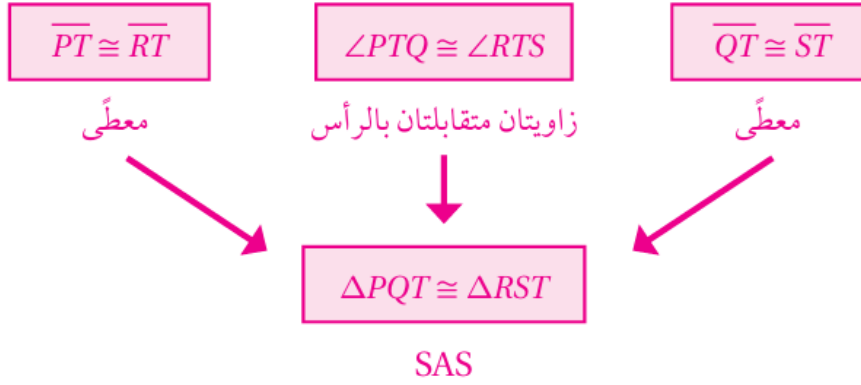 PT ≅ RT
∠PTQ ≅ ∠RTS
QT ≅ ST
معطًى
زاويتان متقابلتان بالرأس
معطًى
ΔPQT ≅ ΔRST
SAS